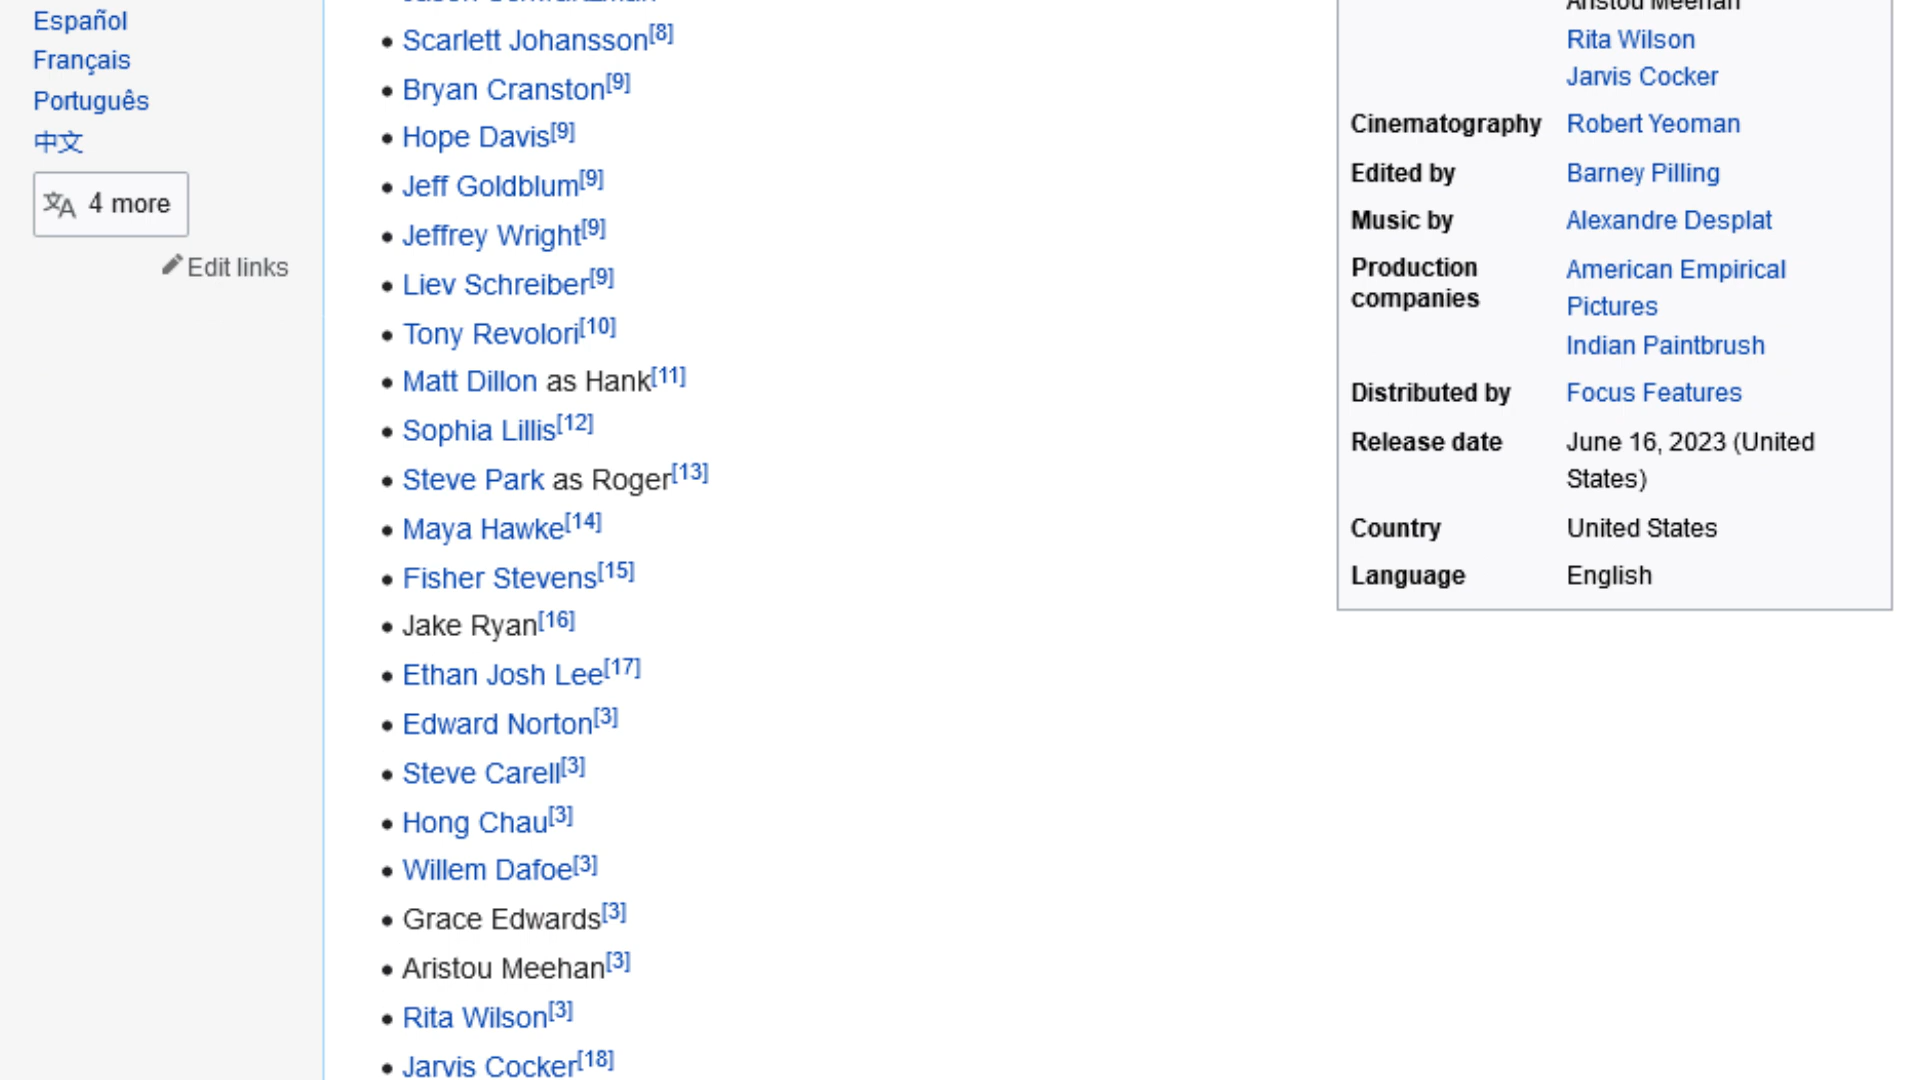 Español
Français
Português
中文
4 more
Edit links
Scarlett Johansson[8]
Bryan Cranston[9]
Hope Davis[9]
Jeff Goldblum[9]
Jeffrey Wright[9]
Liev Schreiber[9]
Tony Revolori[10]
Matt Dillon as Hank[11]
Sophia Lillis[12]
Steve Park as Roger[13]
Maya Hawke[14]
Fisher Stevens[15]
Jake Ryan[16]
Ethan Josh Lee[17]
Edward Norton[3]
Steve Carell[3]
Hong Chau[3]
Willem Dafoe[3]
Grace Edwards[3]
Aristou Meehan[3]
Rita Wilson[3]
Jarvis Cocker[18]
Aristou Meehan
Rita Wilson
Jarvis Cocker
Cinematography Robert Yeoman
Edited by Barney Pilling
Music by Alexandre Desplat
Production American Empirical
companies Pictures
Indian Paintbrush
Distributed by Focus Features
Release date June 16, 2023 (United
States)
Country United States
Language English